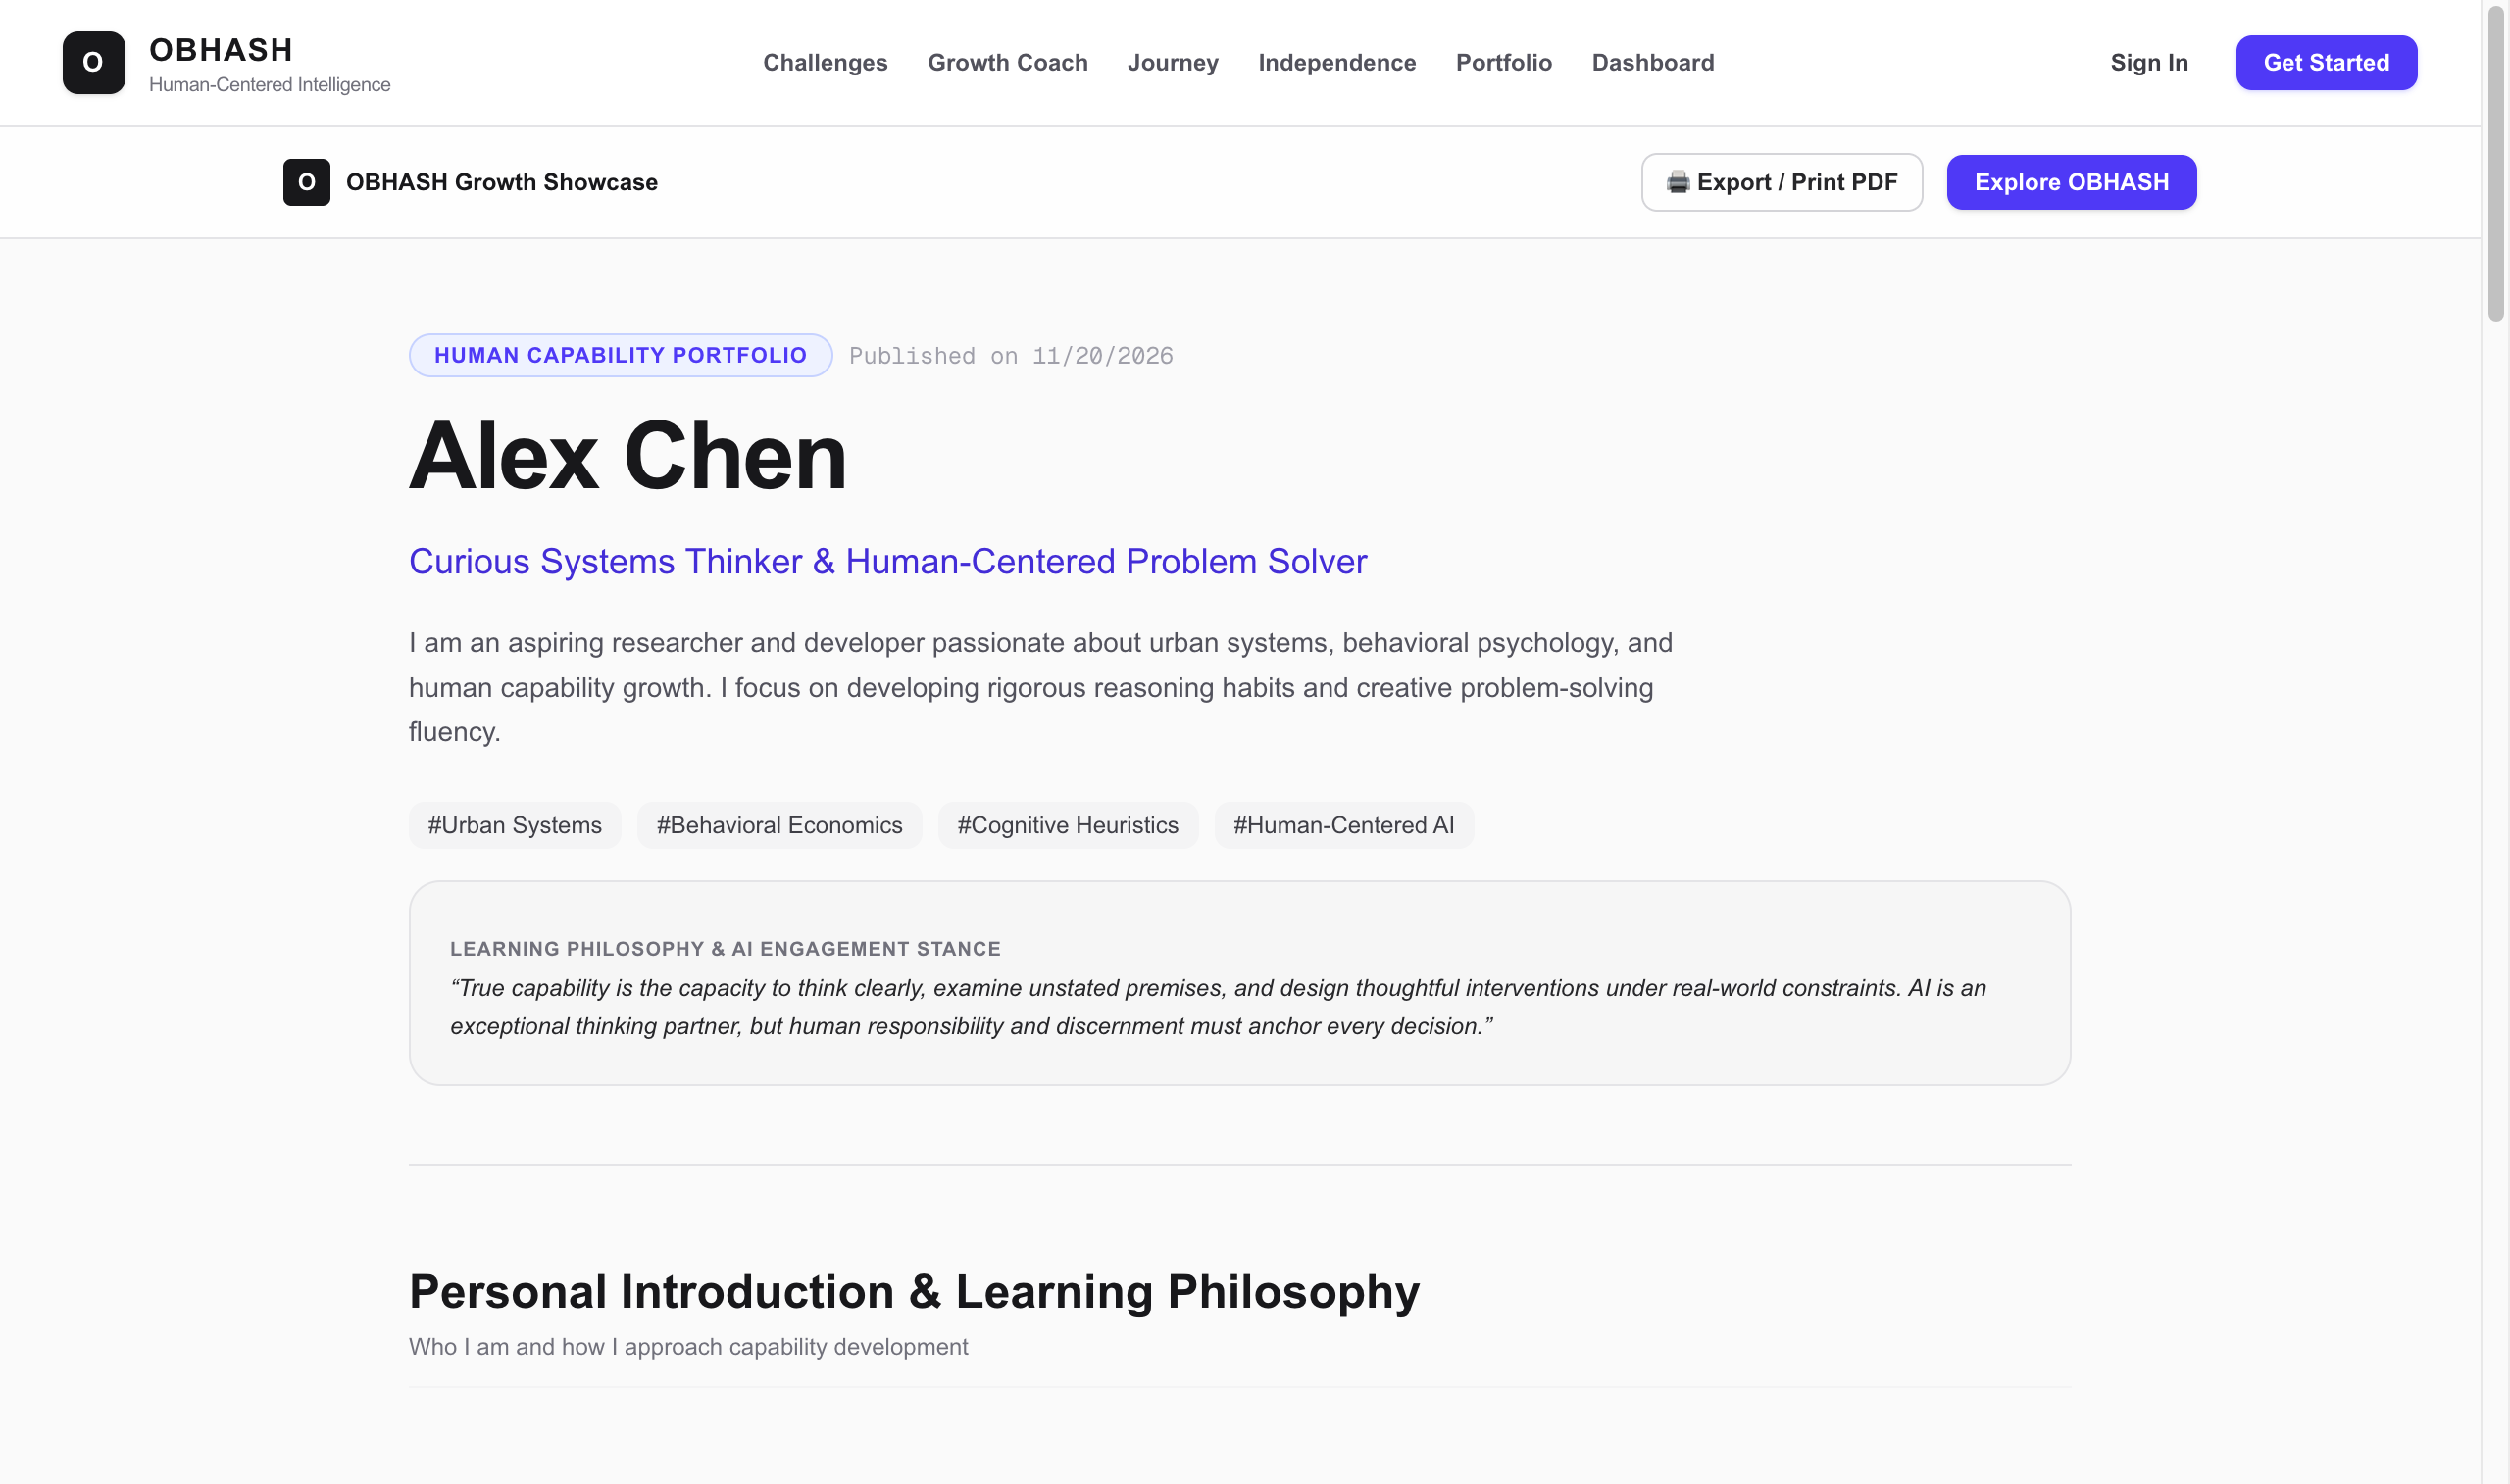 O
OBHASH
Human-Centered Intelligence
Challenges
Growth Coach
Journey
Independence
Portfolio
Dashboard
Sign In
Get Started
O
OBHASH Growth Showcase
Export / Print PDF
Explore OBHASH
HUMAN CAPABILITY PORTFOLIO
Published on 11/20/2026
Alex Chen
Curious Systems Thinker & Human-Centered Problem Solver
I am an aspiring researcher and developer passionate about urban systems, behavioral psychology, and
human capability growth. I focus on developing rigorous reasoning habits and creative problem-solving
fluency.
#Urban Systems
#Behavioral Economics
#Cognitive Heuristics
#Human-Centered AI
LEARNING PHILOSOPHY & AI ENGAGEMENT STANCE
“True capability is the capacity to think clearly, examine unstated premises, and design thoughtful interventions under real-world constraints. AI is an
exceptional thinking partner, but human responsibility and discernment must anchor every decision.”
Personal Introduction & Learning Philosophy
Who I am and how I approach capability development